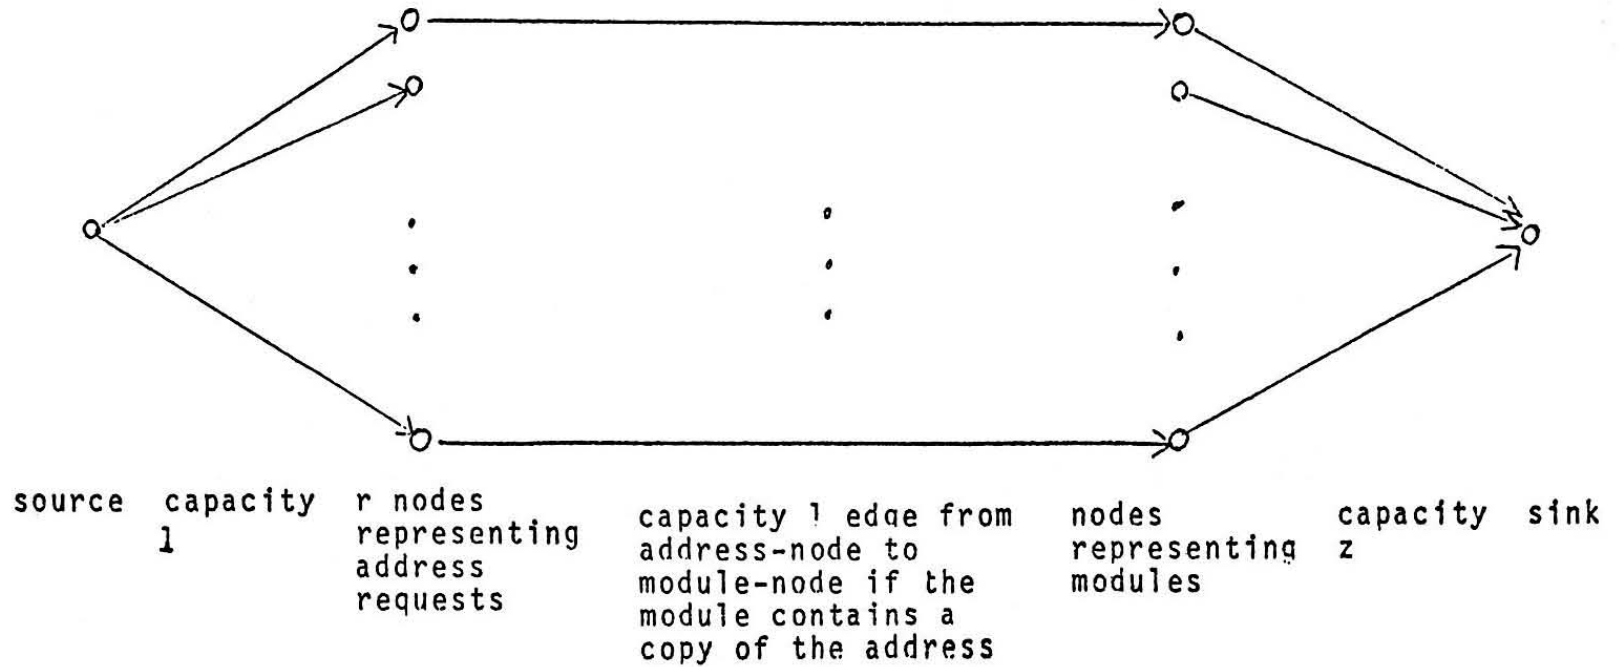 source
capacity
1
r nodes
representing
address
requests
capacity 1 edge from
address-node to
module-node if the
module contains a
copy of the address
nodes
representing
modules
capacity
z
sink